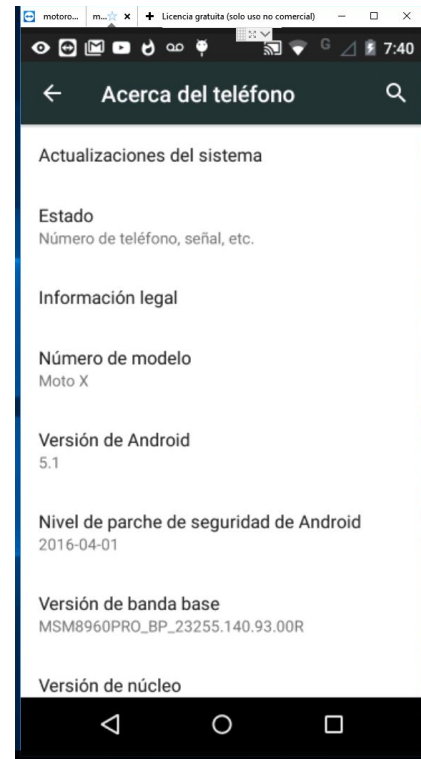 motoro... m... x + Licencia gratuita (solo uso no comercial)
G 7:40
Acerca del teléfono
Actualizaciones del sistema
Estado
Número de teléfono, señal, etc.
Información legal
Número de modelo
Moto X
Versión de Android
5.1
Nivel de parche de seguridad de Android
2016-04-01
Versión de banda base
MSM8960PRO_BP_23255.140.93.00R
Versión de núcleo